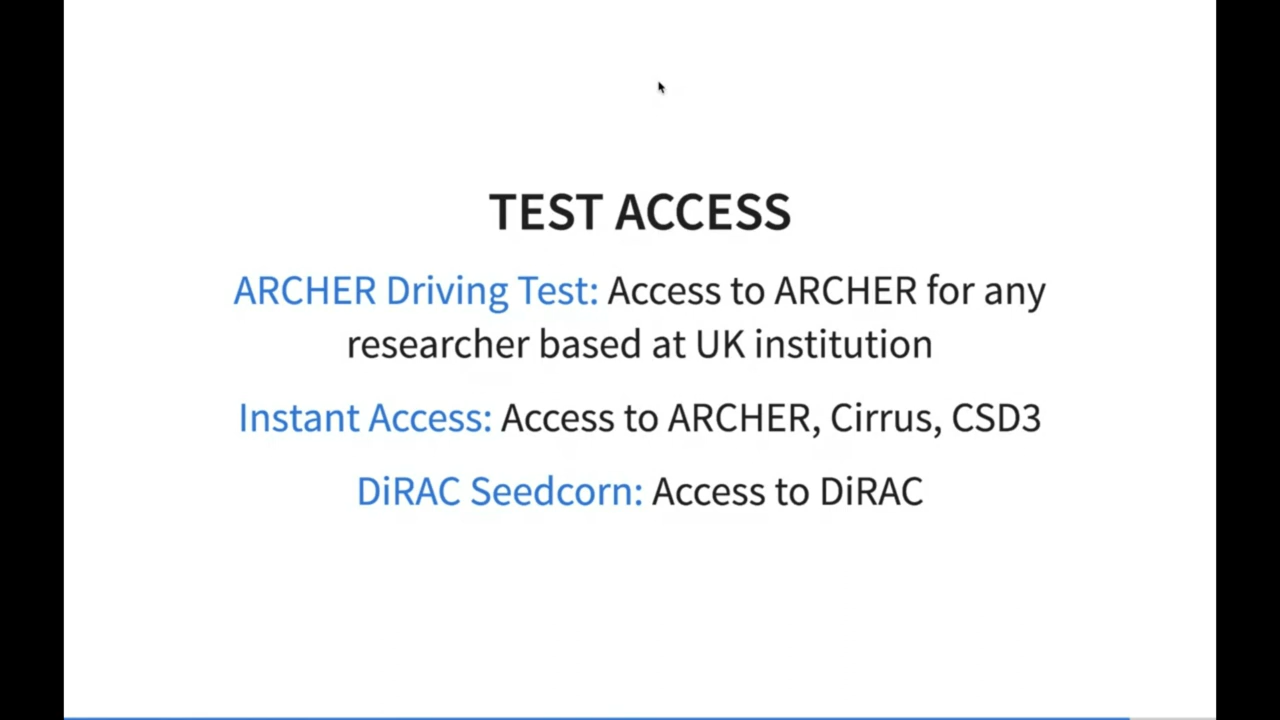 TEST ACCESS
ARCHER Driving Test: Access to ARCHER for any
researcher based at UK institution
Instant Access: Access to ARCHER, Cirrus, CSD3
DiRAC Seedcorn: Access to DiRAC